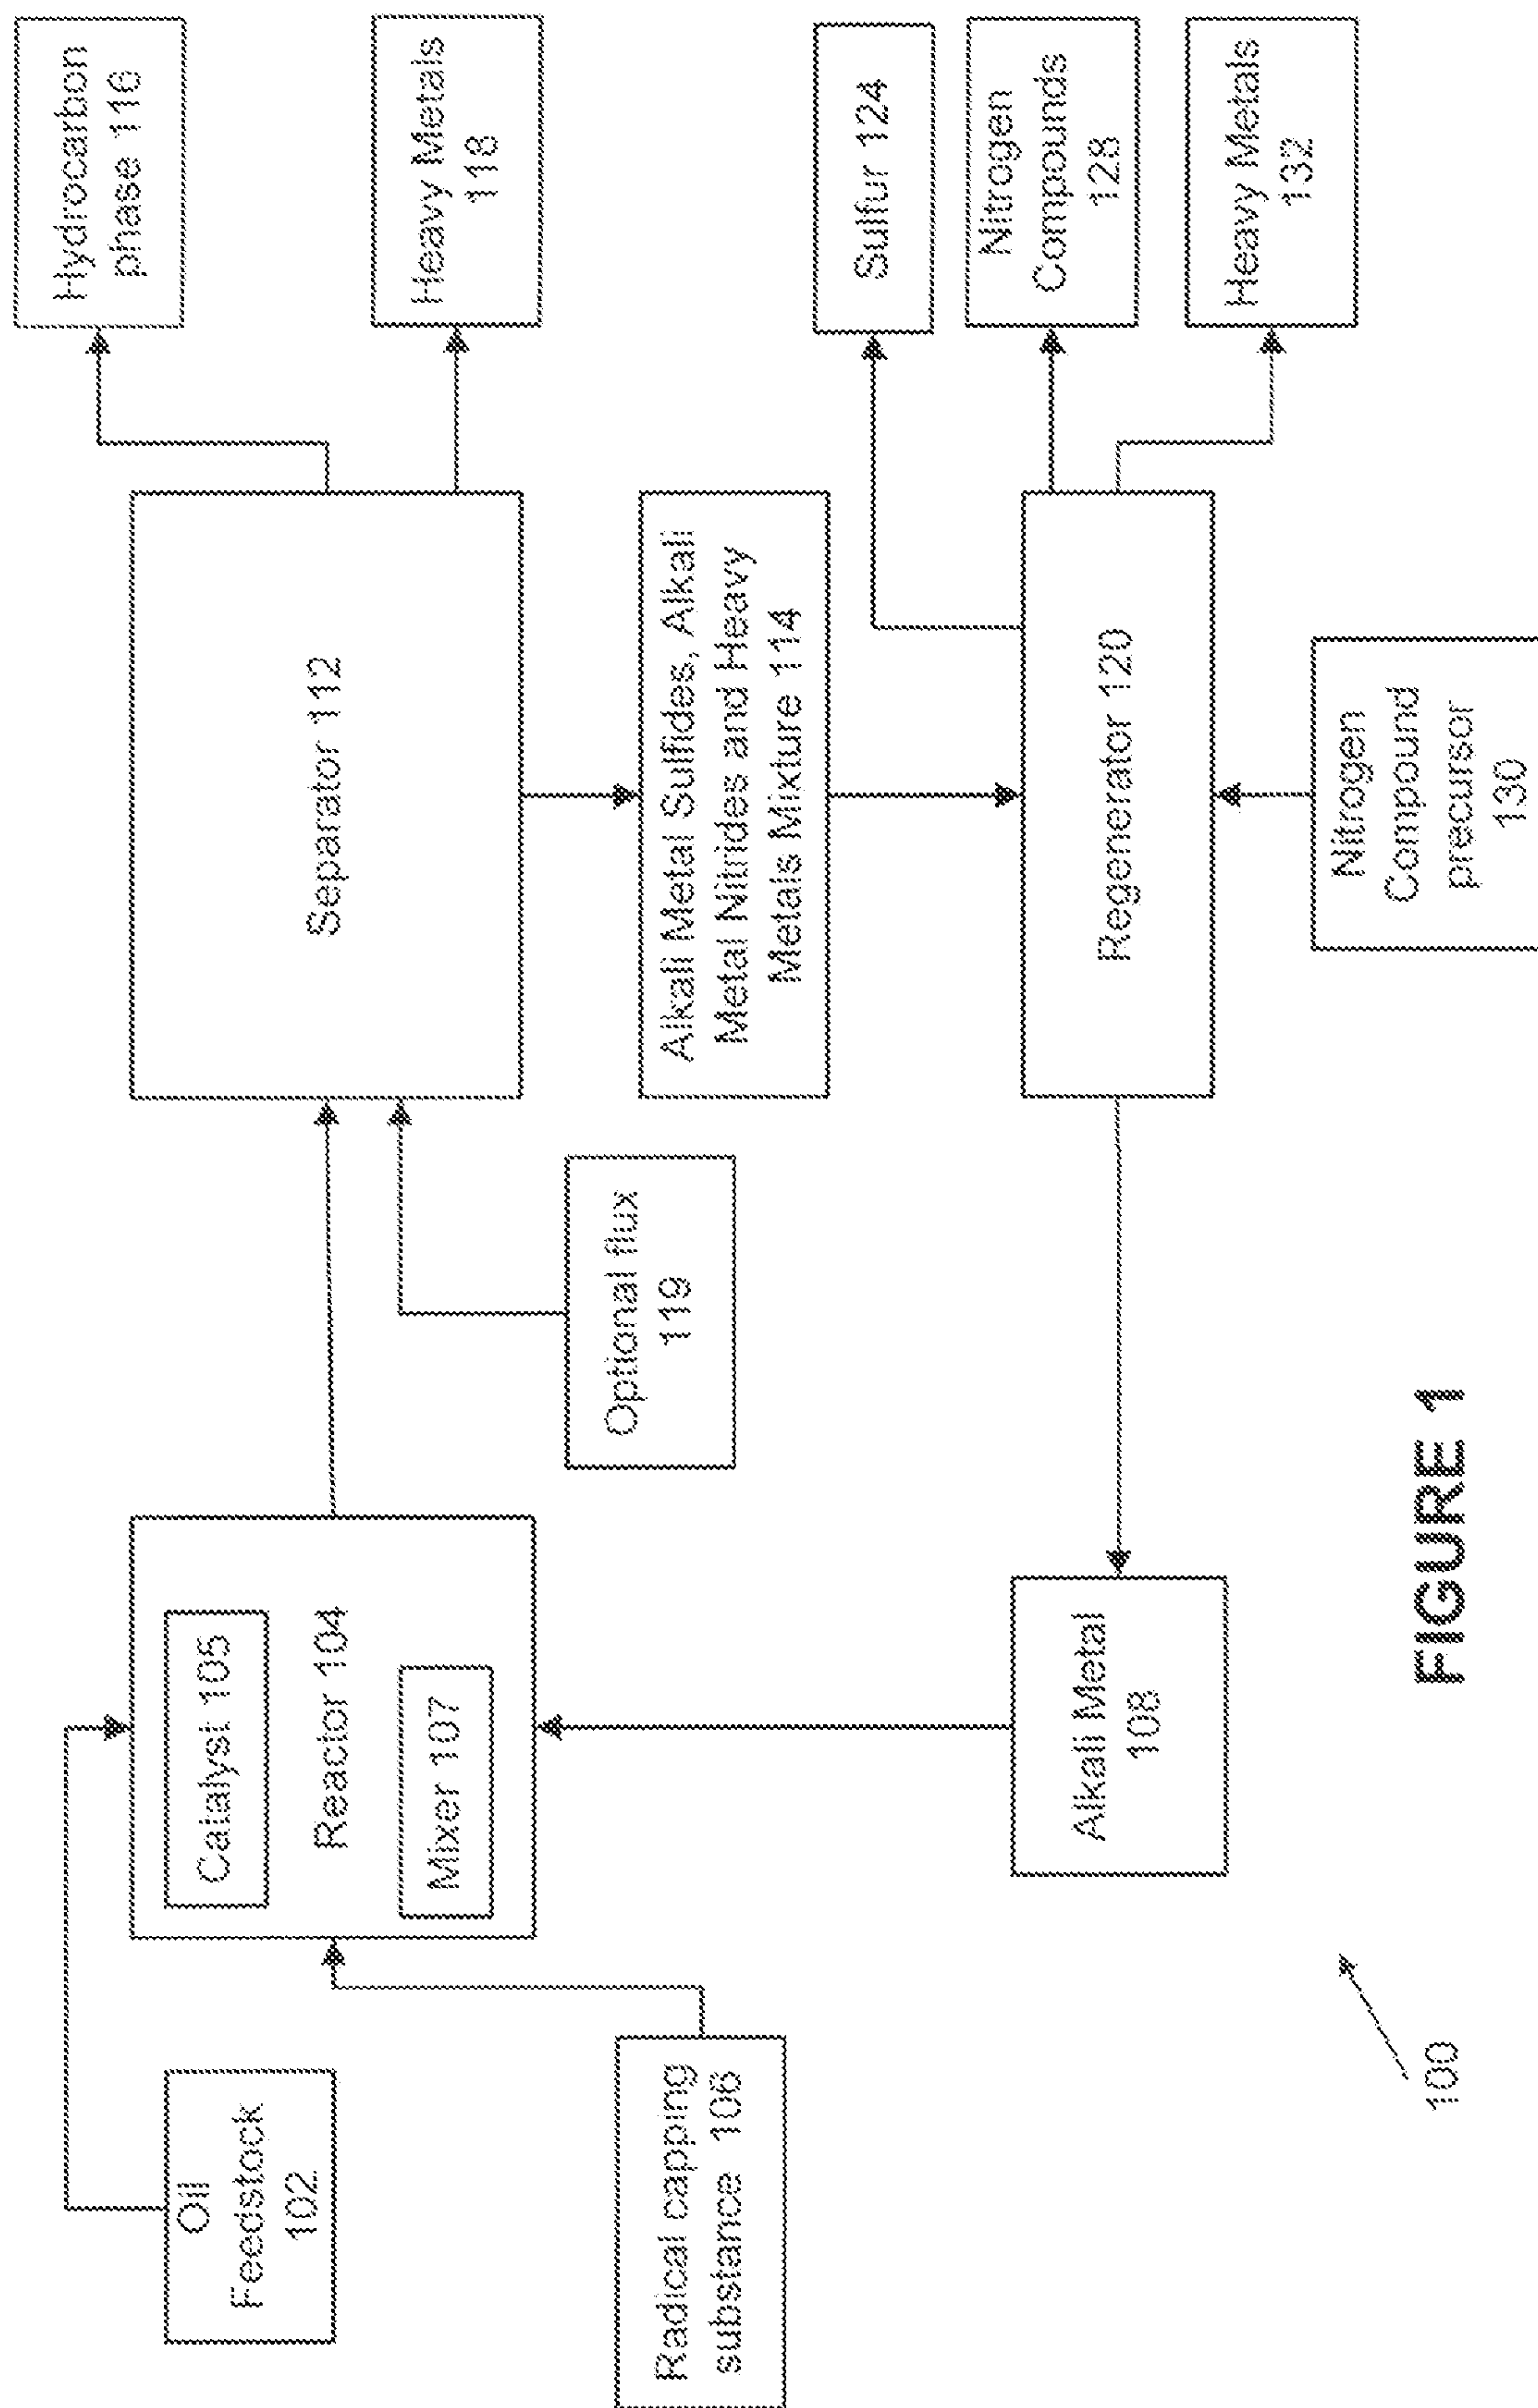 Oil
Feedstock
102
Catalyst 105
Reactor 104
Mixer 107
Radical capping
substance 106
Optional flux
119
Separator 112
Hydrocarbon
phase 116
Heavy Metals
118
Alkali Metal Sulfides, Alkali
Metal Nitrides and Heavy
Metals Mixture 114
Alkali Metal
108
Regenerator 120
Sulfur 124
Nitrogen
Compounds
128
Heavy Metals
132
Nitrogen
Compound
precursor
130
100
FIGURE 1